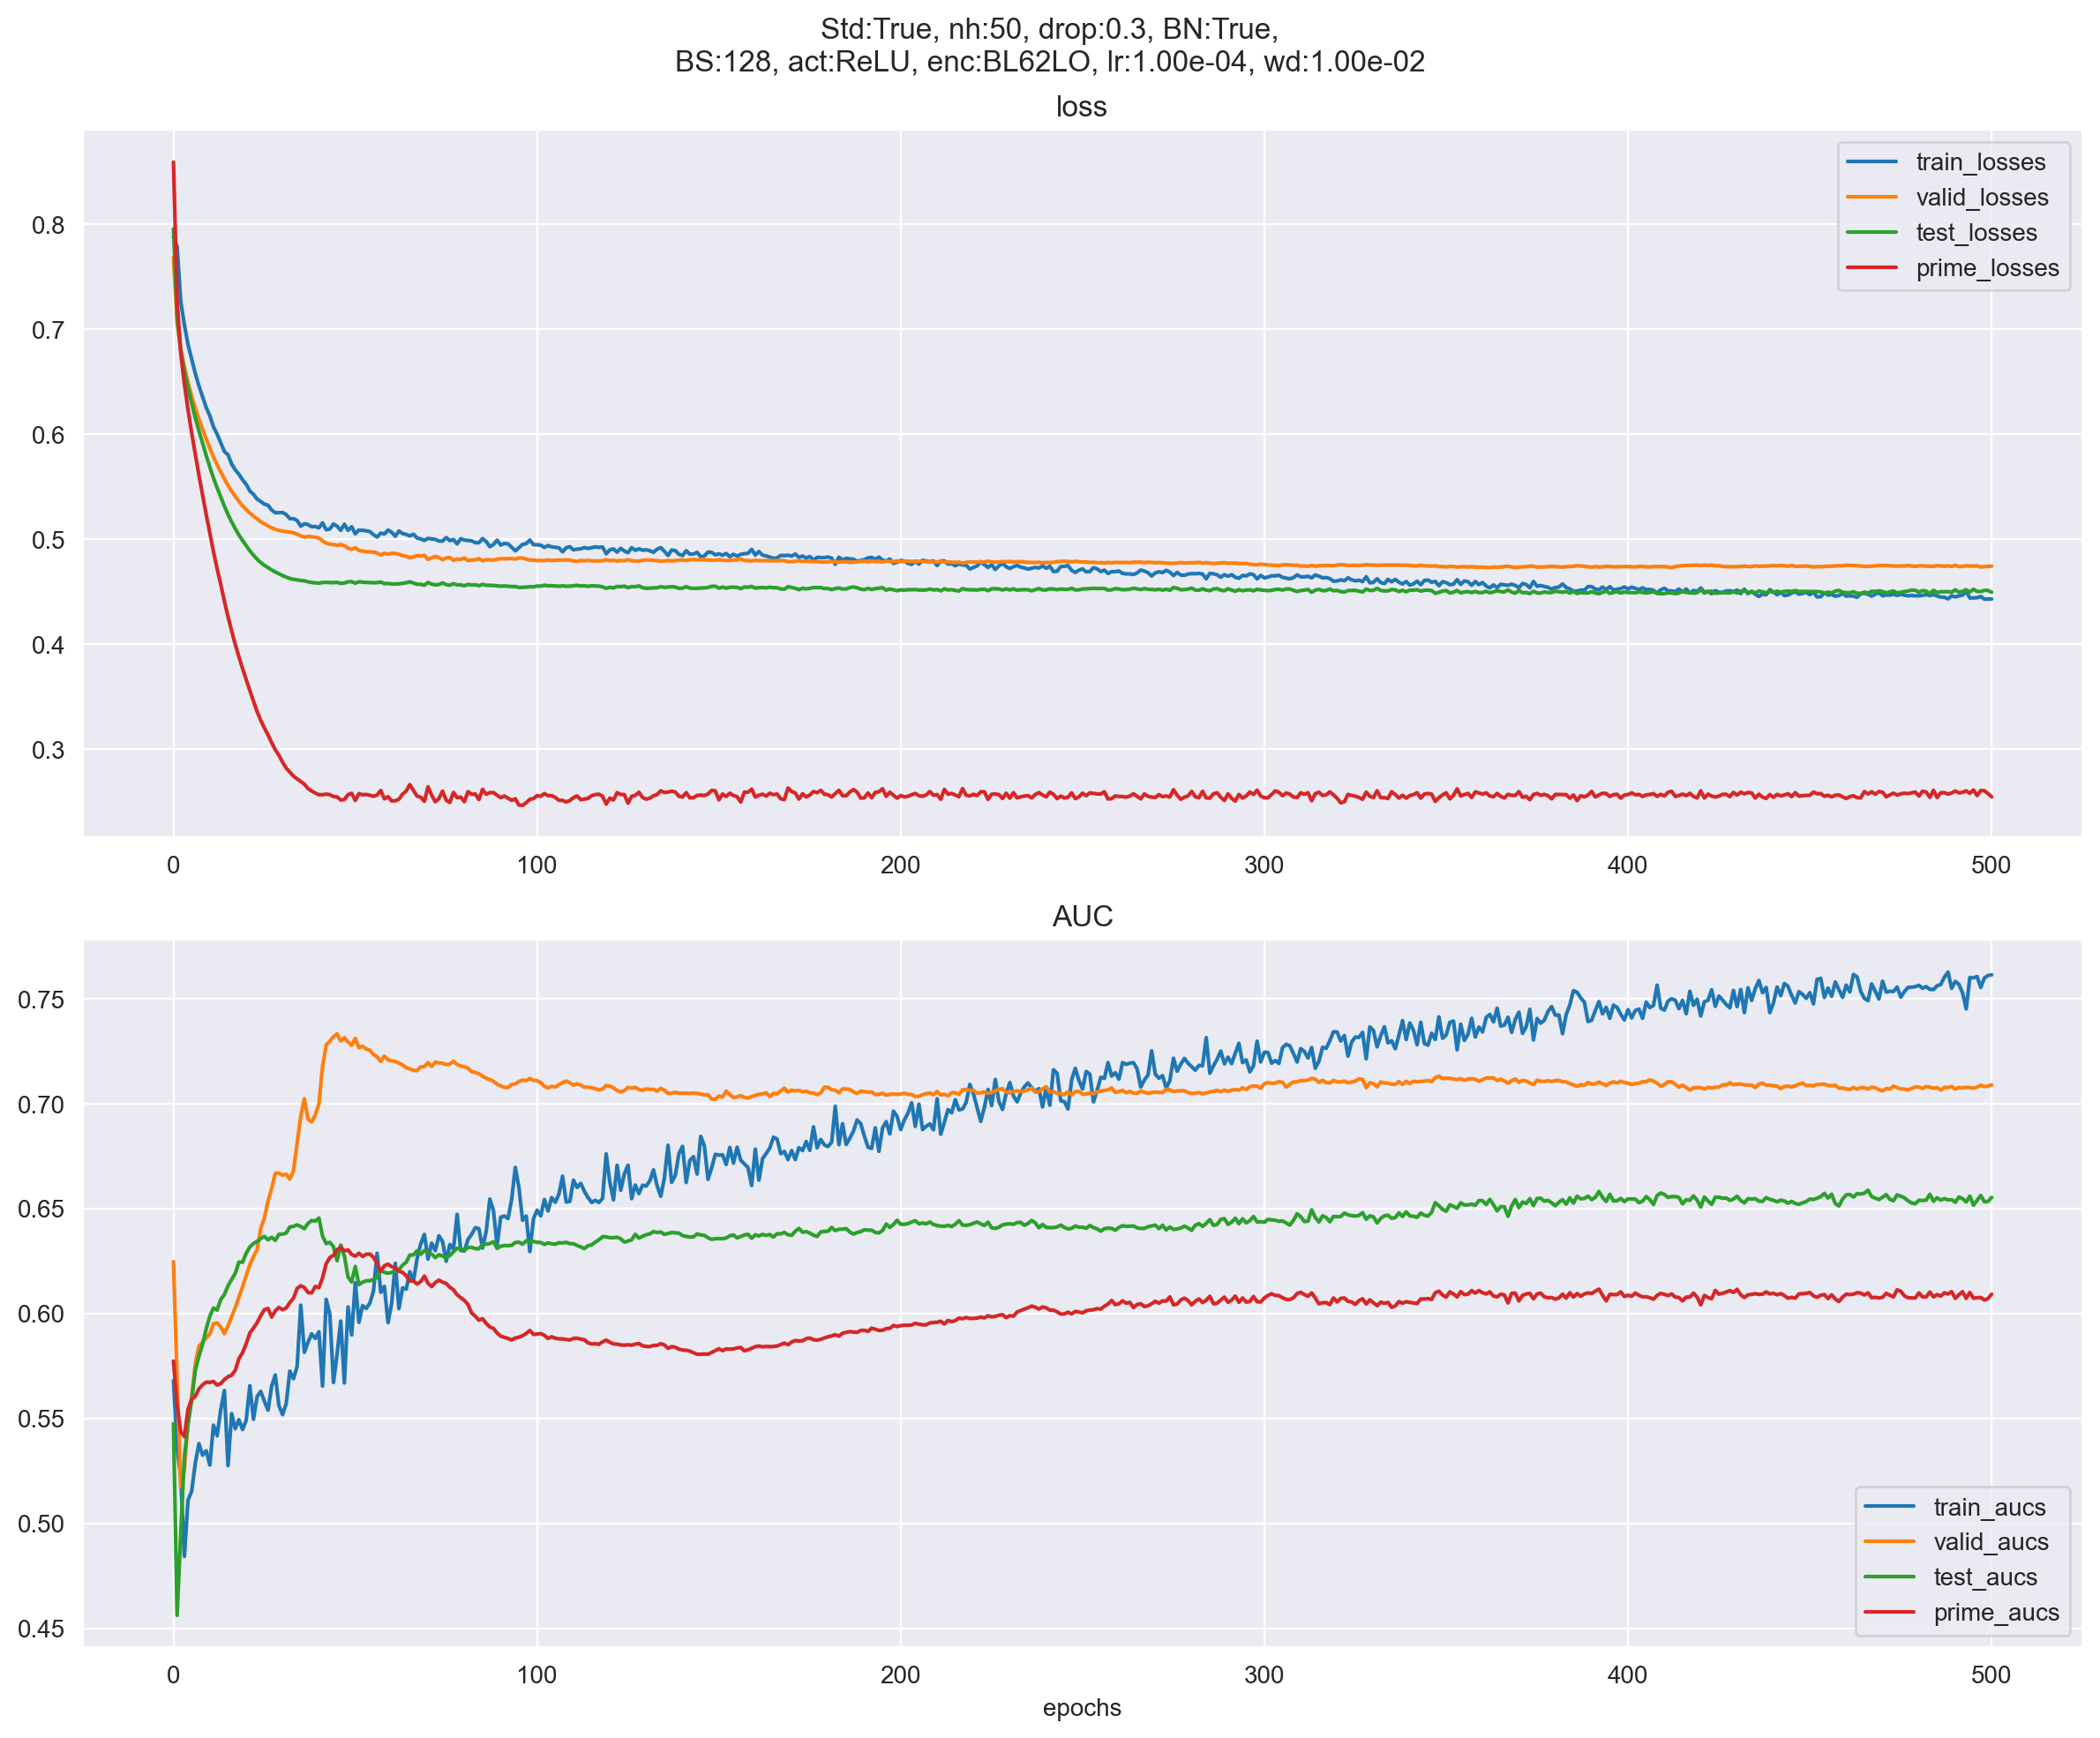 Std:True, nh:50, drop:0.3, BN:True,
BS:128, act:ReLU, enc:BL62LO, lr:1.00e-04, wd:1.00e-02
loss
0.8
0.7
0.6
0.5
0.4
0.3
train_losses
valid_losses
test_losses
prime_losses
0 100 200 300 400 500
AUC
0.75
0.70
0.65
0.60
0.55
0.50
0.45
train_aucs
valid_aucs
test_aucs
prime_aucs
0 100 200 300 400 500
epochs